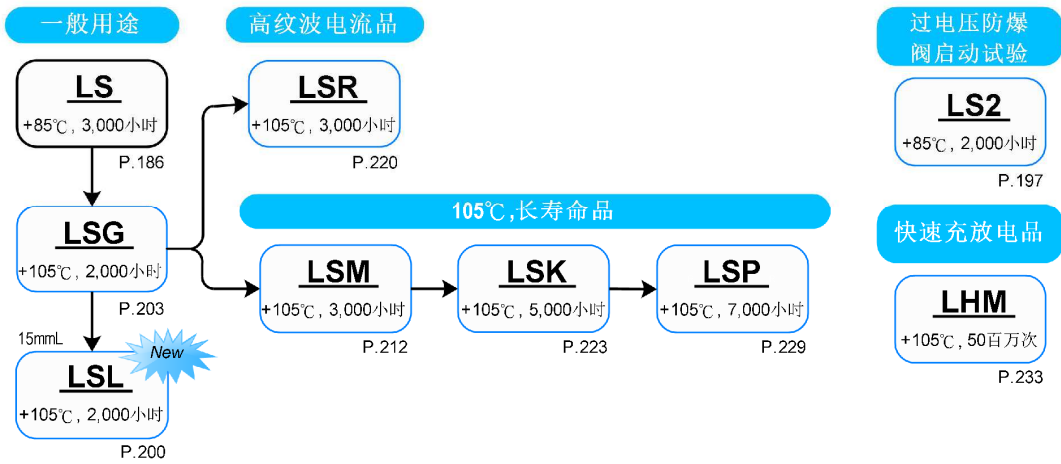 一般用途
LS
+85℃, 3,000小时
P.186
LSG
+105℃, 2,000小时
P.203
15mmL
New
LSL
+105℃, 2,000小时
P.200
高纹波电流品
LSR
+105℃, 3,000小时
P.220
105℃,长寿命品
LSM
+105℃, 3,000小时
P.212
LSK
+105℃, 5,000小时
P.223
LSP
+105℃, 7,000小时
P.229
过电压防爆
阀启动试验
LS2
+85℃, 2,000小时
P.197
快速充放电品
LHM
+105℃, 50百万次
P.233